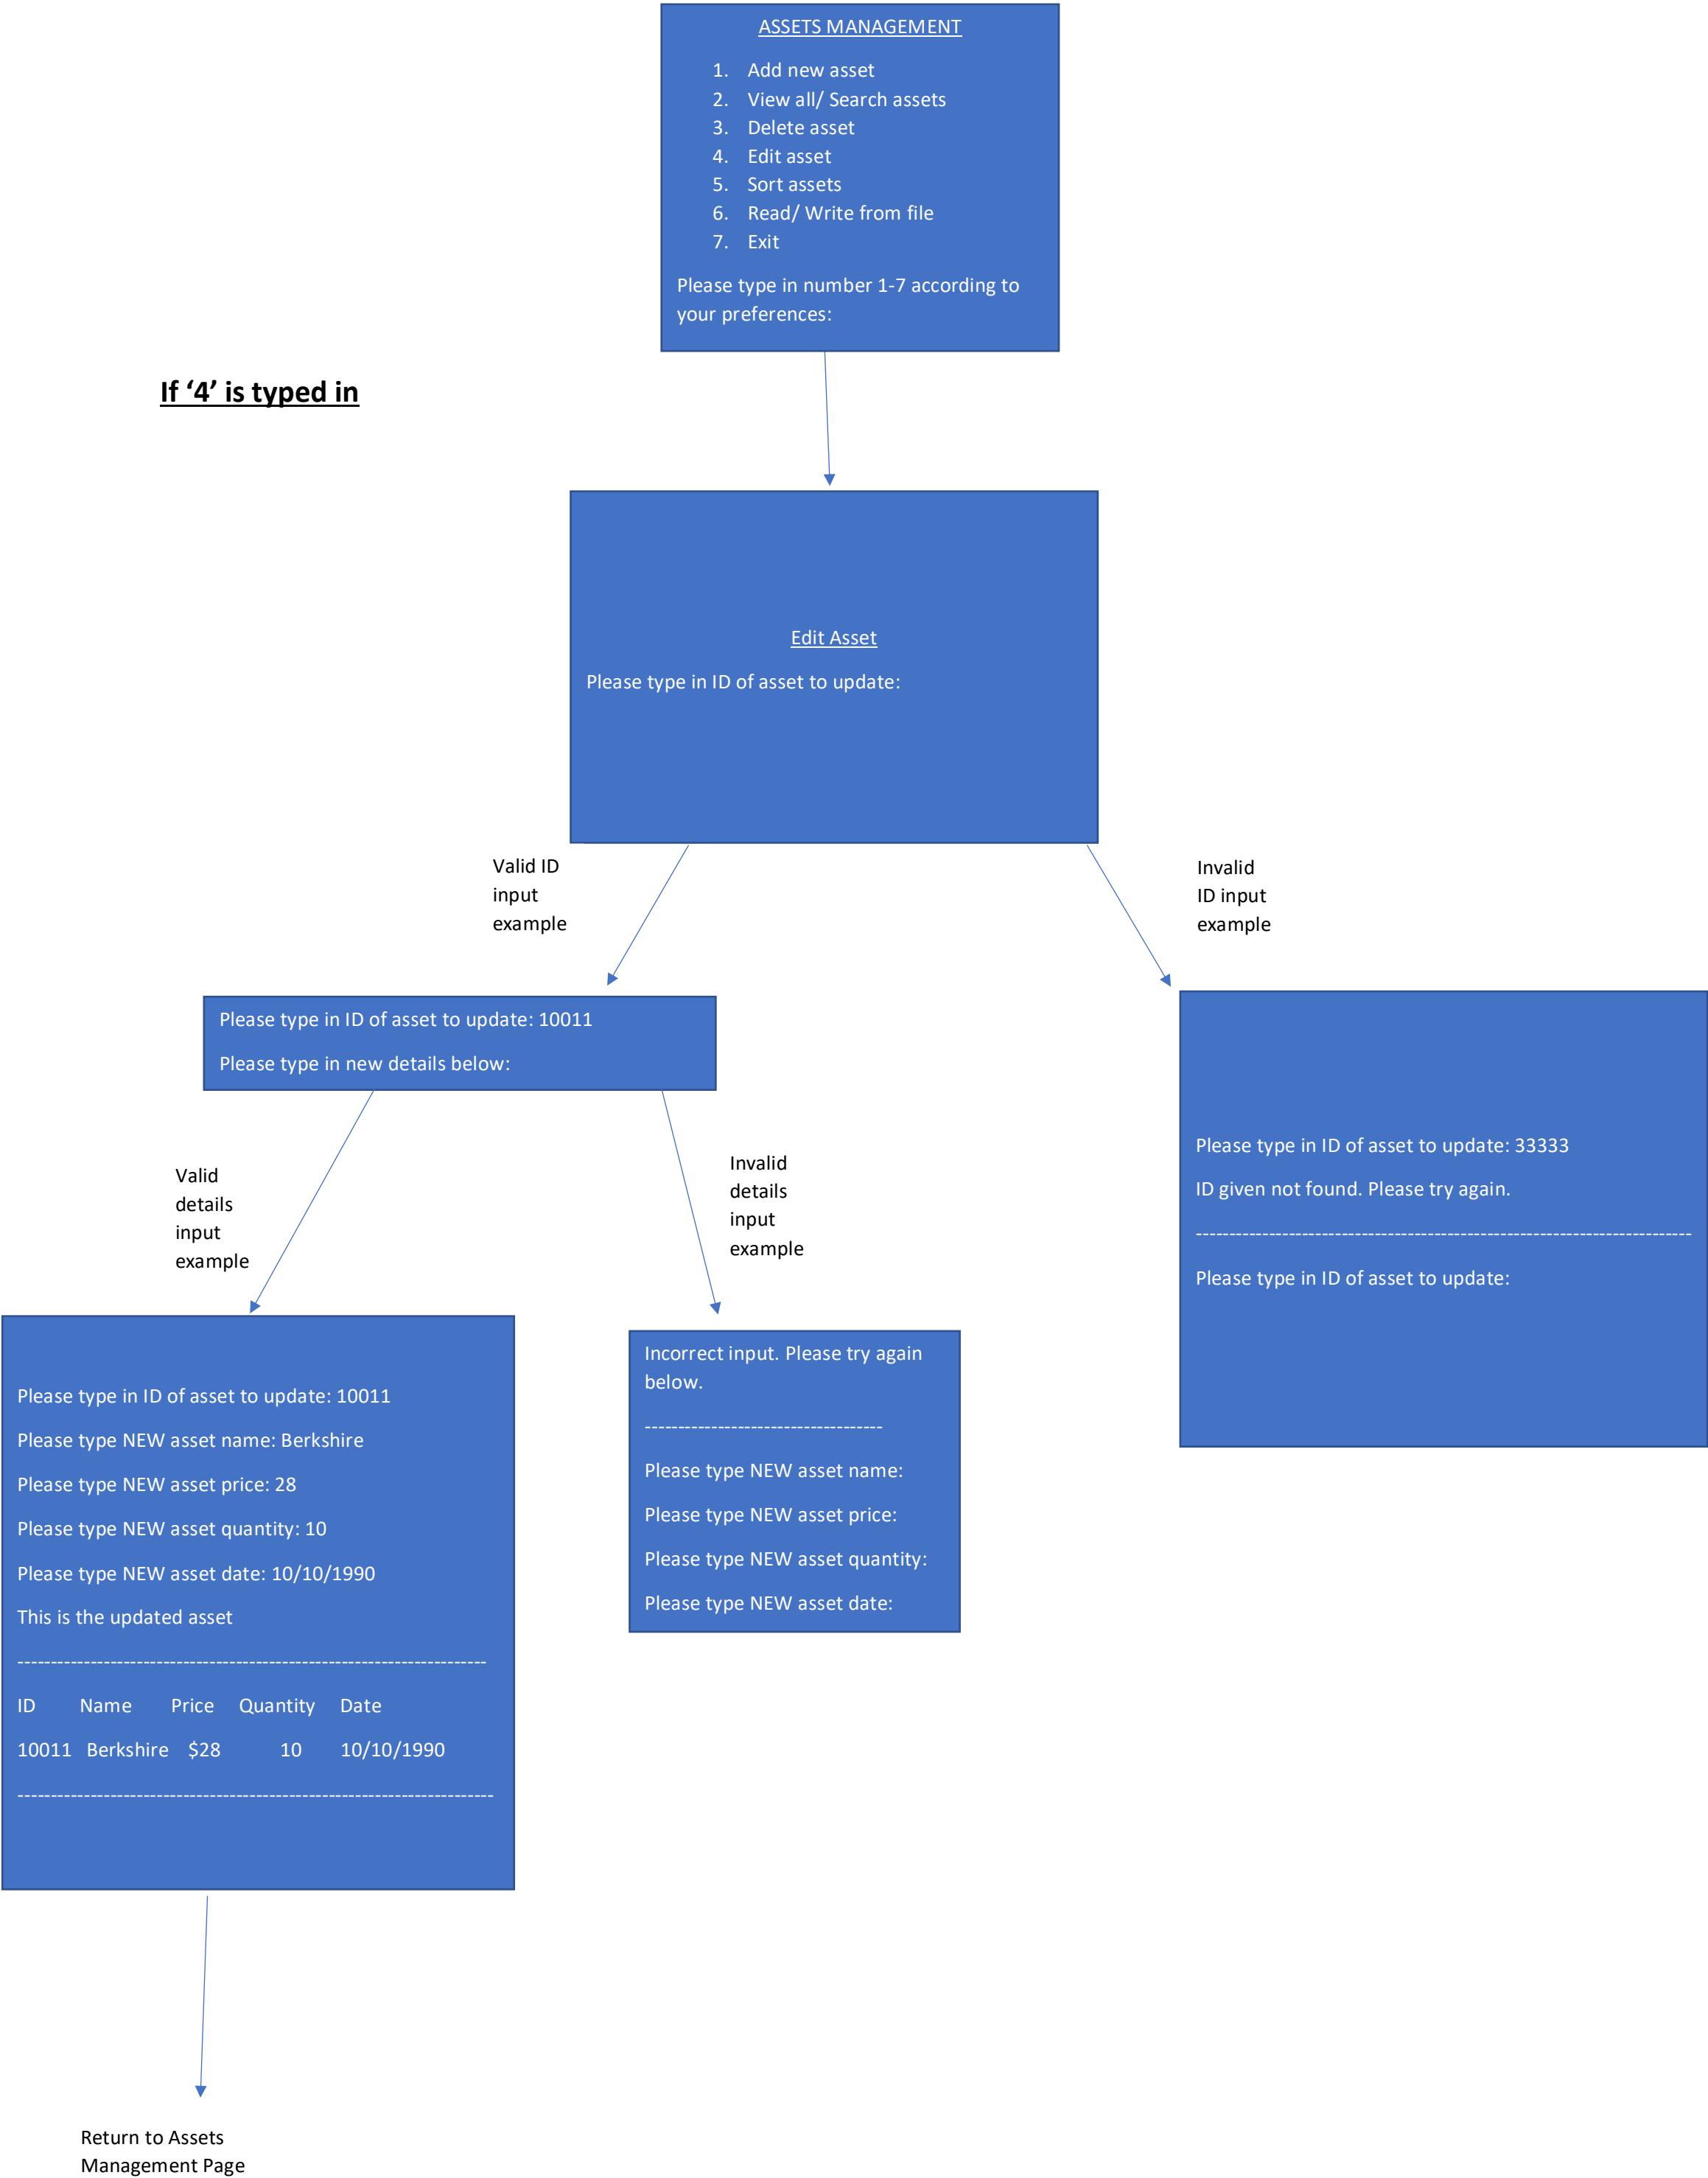 ASSETS MANAGEMENT
1. Add new asset
2. View all/ Search assets
3. Delete asset
4. Edit asset
5. Sort assets
6. Read/ Write from file
7. Exit
Please type in number 1-7 according to
your preferences:
If ‘4’ is typed in
Edit Asset
Please type in ID of asset to update:
Valid ID
input
example
Invalid
ID input
example
Please type in ID of asset to update: 10011
Please type in new details below:
Please type in ID of asset to update: 33333
ID given not found. Please try again.
---------------------------------------------------------------------------
Please type in ID of asset to update:
Valid
details
input
example
Invalid
details
input
example
Please type in ID of asset to update: 10011
Please type NEW asset name: Berkshire
Please type NEW asset price: 28
Please type NEW asset quantity: 10
Please type NEW asset date: 10/10/1990
This is the updated asset
-----------------------------------------------------------------------
ID Name Price Quantity Date
10011 Berkshire $28 10 10/10/1990
------------------------------------------------------------------------
Incorrect input. Please try again
below.
------------------------------------
Please type NEW asset name:
Please type NEW asset price:
Please type NEW asset quantity:
Please type NEW asset date:
Return to Assets
Management Page